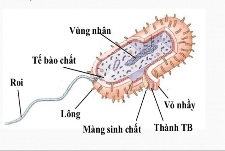 Vùng nhân
Tế bào chất
Roi
Lông
Vỏ nhầy
Màng sinh chất
Thành TB